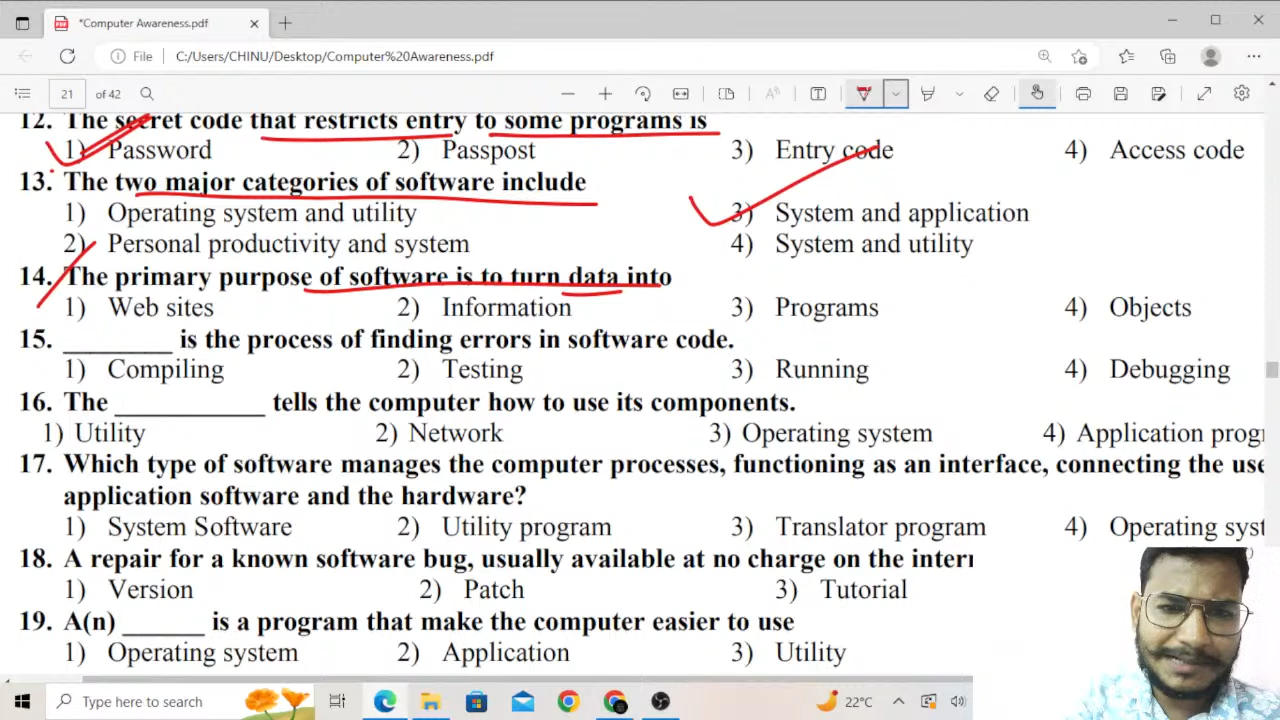 *Computer Awareness.pdf
File C:/Users/CHINU/Desktop/Computer%20Awareness.pdf
21 of 42
12. The secret code that restricts entry to some programs is
1) Password 2) Passpost 3) Entry code 4) Access code
13. The two major categories of software include
1) Operating system and utility 3) System and application
2) Personal productivity and system 4) System and utility
14. The primary purpose of software is to turn data into
1) Web sites 2) Information 3) Programs 4) Objects
15. ________ is the process of finding errors in software code.
1) Compiling 2) Testing 3) Running 4) Debugging
16. The ___________ tells the computer how to use its components.
1) Utility 2) Network 3) Operating system 4) Application prog
17. Which type of software manages the computer processes, functioning as an interface, connecting the use
application software and the hardware?
1) System Software 2) Utility program 3) Translator program 4) Operating syst
18. A repair for a known software bug, usually available at no charge on the intern
1) Version 2) Patch 3) Tutorial
19. A(n) ______ is a program that make the computer easier to use
1) Operating system 2) Application 3) Utility
Type here to search 22°C